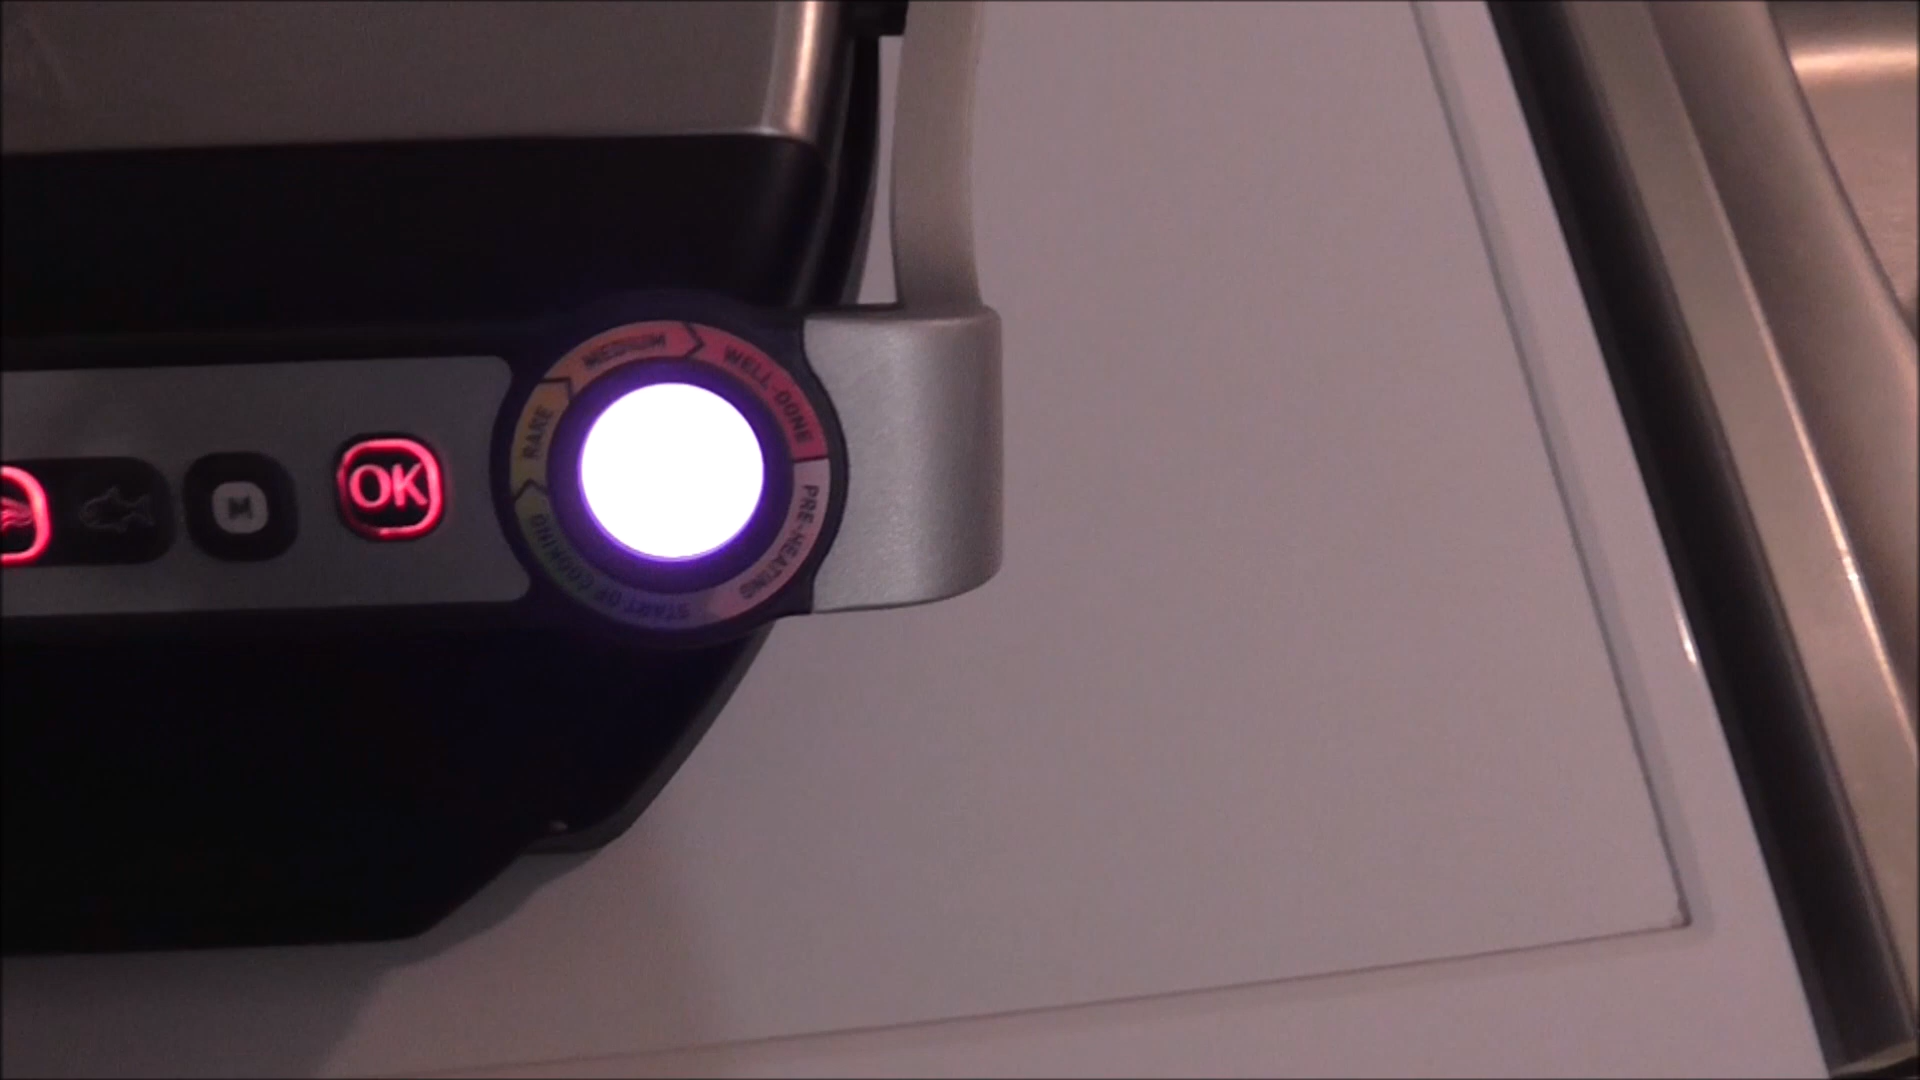 MEDIUM
WELL-DONE
RARE
PRE-HEATING
START OF COOKING
M
OK